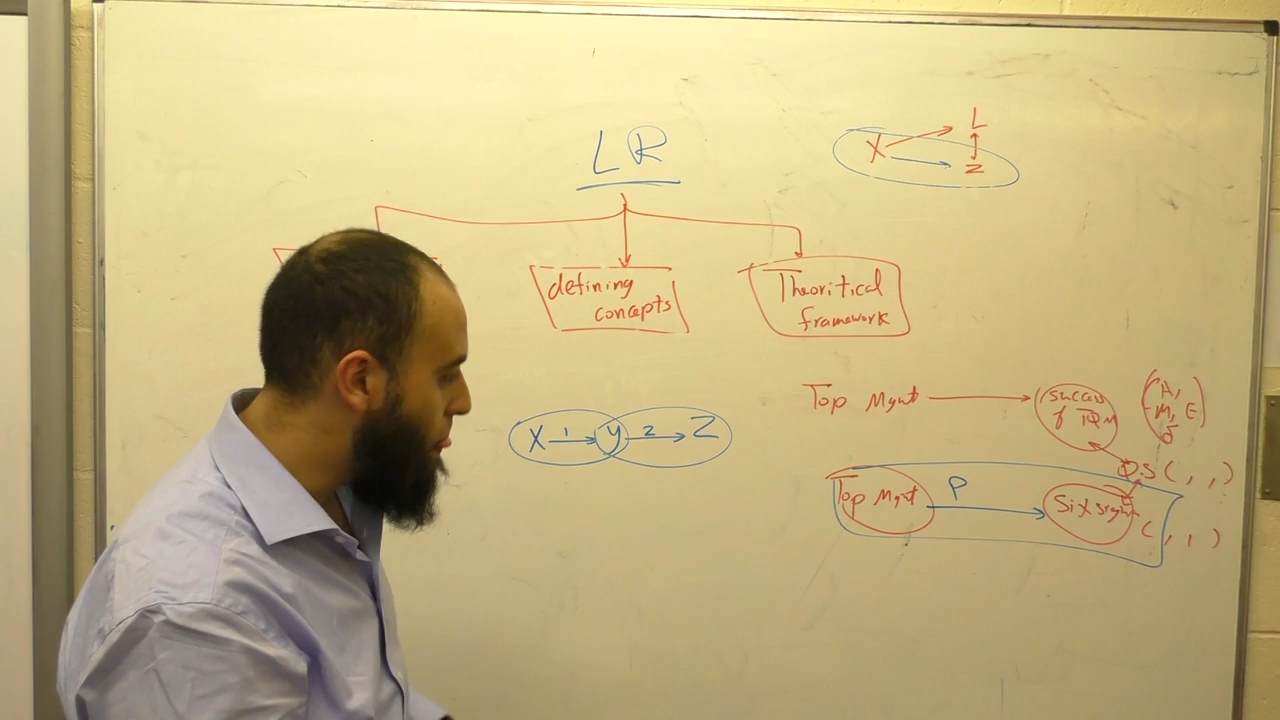 LR
X L
Z
defining
concepts
Theoritical
framework
Top Mgmt success
of TQM
(A,
M, E)
X 1 y 2 Z
O.S ( , , )
Top Mgmt P Six sigma
( , , )